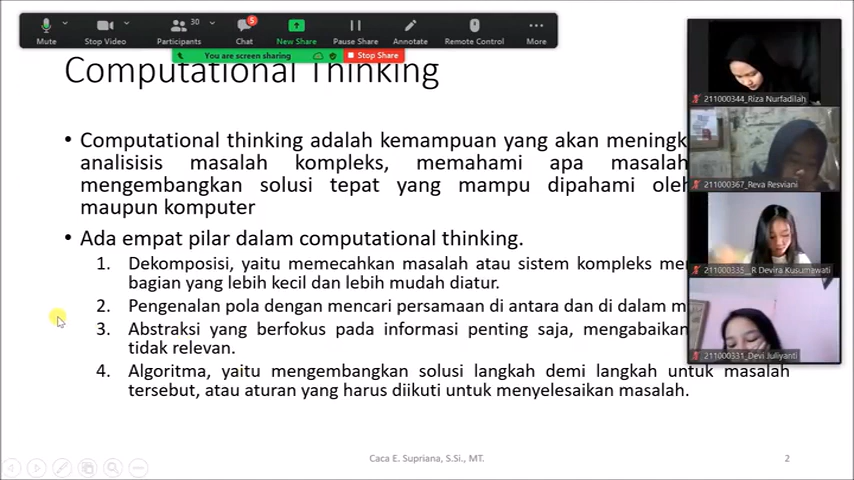 30
5
Mute
Stop Video
Participants
Chat
New Share
Pause Share
Annotate
Remote Control
More
You are screen sharing
Stop Share
Computational Thinking
• Computational thinking adalah kemampuan yang akan
analisisis masalah kompleks, memahami apa masalah
mengembangkan solusi tepat yang mampu dipahami
maupun komputer
• Ada empat pilar dalam computational thinking.
1. Dekomposisi, yaitu memecahkan masalah atau sistem kompleks
bagian yang lebih kecil dan lebih mudah diatur.
2. Pengenalan pola dengan mencari persamaan di antara dan di dalam
3. Abstraksi yang berfokus pada informasi penting saja, mengabaikan
tidak relevan.
4. Algoritma, yaitu mengembangkan solusi langkah demi langkah untuk masalah
tersebut, atau aturan yang harus diikuti untuk menyelesaikan masalah.
211000344_Riza Nurfadilah
211000367_Reva Resviani
211000335_R Devira Kusumawati
211000331_Devi Juliyanti
Caca E. Supriana, S.Si., MT.
2